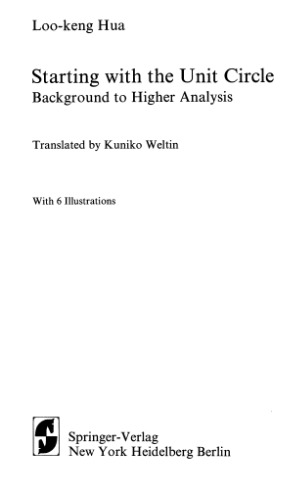 Loo-keng Hua
Starting with the Unit Circle
Background to Higher Analysis
Translated by Kuniko Weltin
With 6 Illustrations
Springer-Verlag
New York Heidelberg Berlin